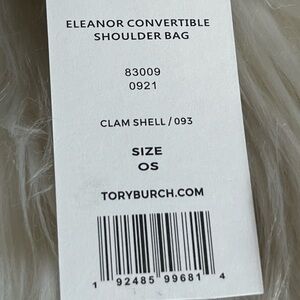 ELEANOR CONVERTIBLE
SHOULDER BAG
83009
0921
CLAM SHELL / 093
SIZE
OS
TORYBURCH.COM
1 92485 99681 4